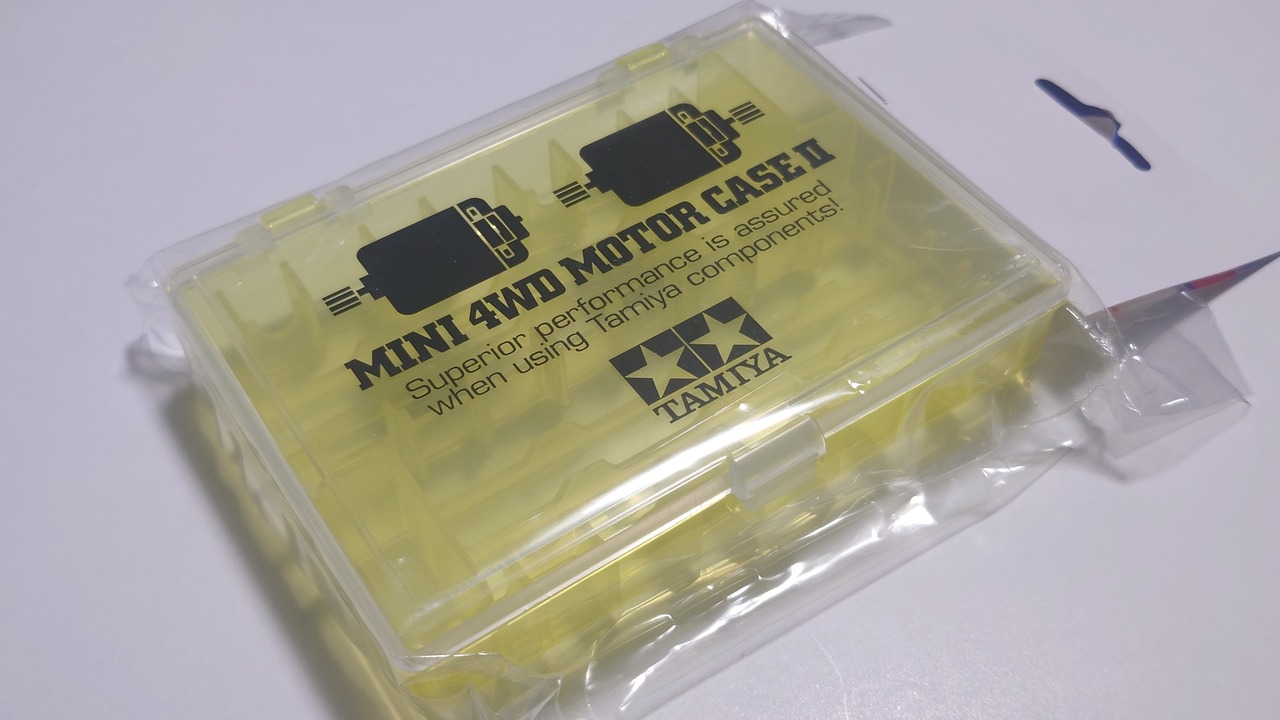 MINI 4WD MOTOR CASE II
Superior performance is assured
when using Tamiya components!
TAMIYA